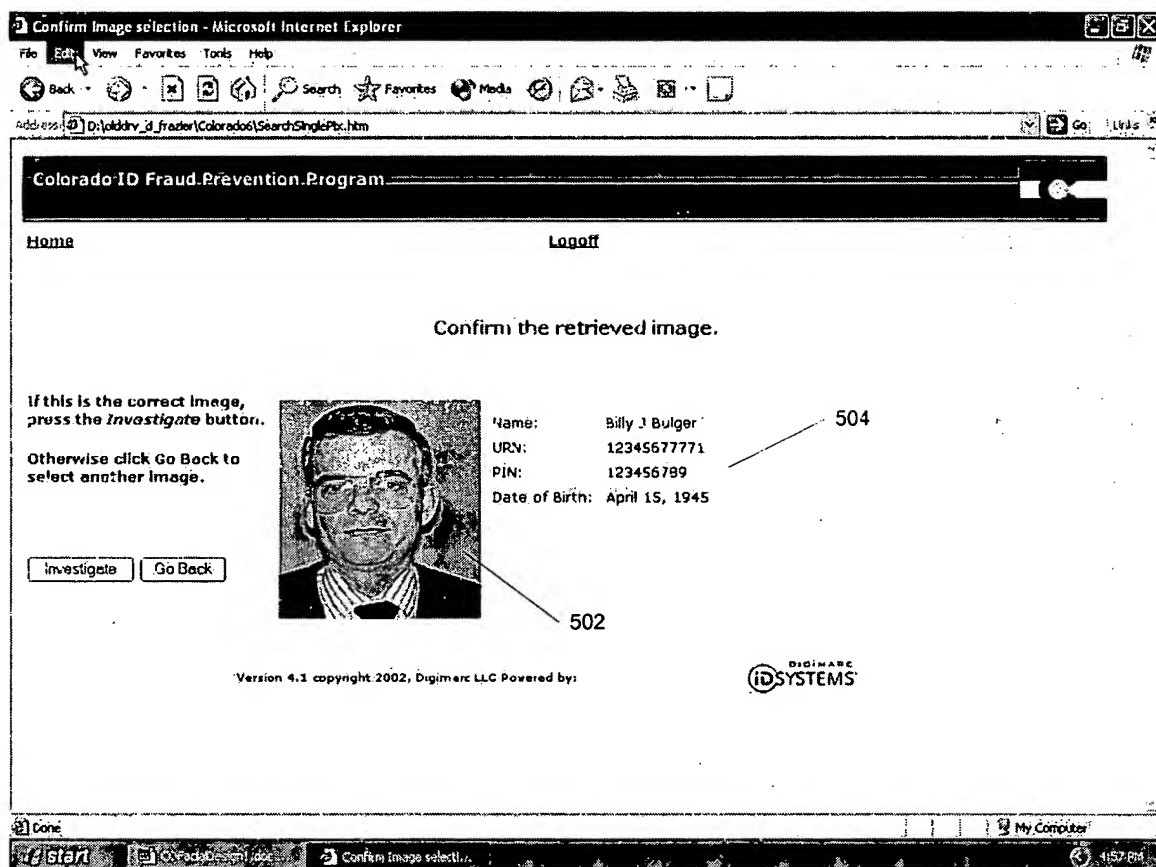 Confirm Image selection - Microsoft Internet Explorer
File Edit View Favorites Tools Help
Back Search Favorites Media
Address D:\olddrv_d_frazier\Colorado6\SearchSinglePix.htm Go Links
Colorado ID Fraud Prevention Program
Home Logoff
Confirm the retrieved image.
If this is the correct image,
press the Investigate button.
Otherwise click Go Back to
select another image.
Investigate Go Back
Name: Billy J Bulger
URN: 12345677771
PIN: 123456789
Date of Birth: April 15, 1945
504
502
Version 4.1 copyright 2002, Digimarc LLC Powered by:
DIGIMARC
iDSYSTEMS
Done My Computer
start Confirm Image selecti... 4:57 PM